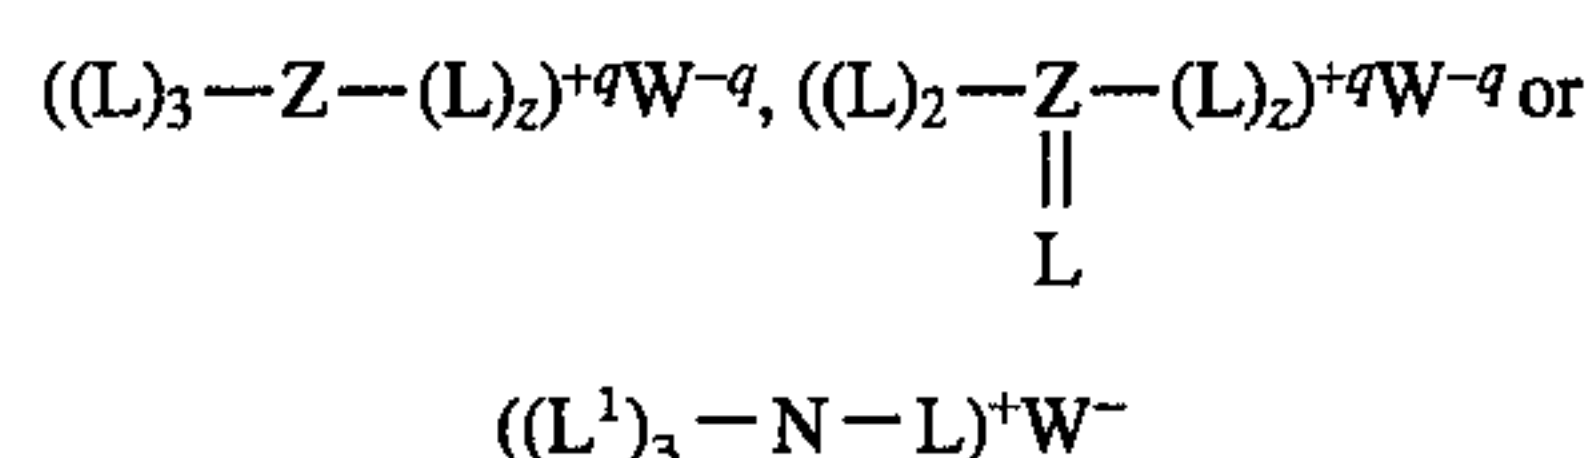 ((L)₃—Z—(L)z)⁺qW⁻q, ((L)₂—Z—(L)z)⁺qW⁻q or
||
L
((L¹)₃—N—L)⁺W⁻